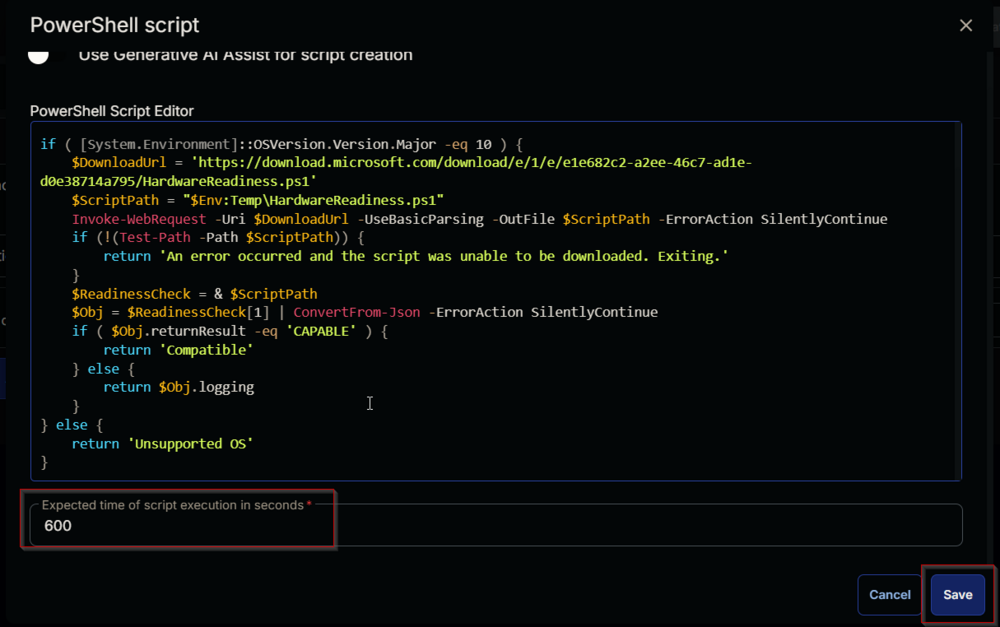 PowerShell script
Use Generative AI Assist for script creation
PowerShell Script Editor
if ( [System.Environment]::OSVersion.Version.Major -eq 10 ) {
    $DownloadUrl = 'https://download.microsoft.com/download/e/1/e/e1e682c2-a2ee-46c7-ad1e-
d0e38714a795/HardwareReadiness.ps1'
    $ScriptPath = "$Env:Temp\HardwareReadiness.ps1"
    Invoke-WebRequest -Uri $DownloadUrl -UseBasicParsing -OutFile $ScriptPath -ErrorAction SilentlyContinue
    if (!(Test-Path -Path $ScriptPath)) {
        return 'An error occurred and the script was unable to be downloaded. Exiting.'
    }
    $ReadinessCheck = & $ScriptPath
    $Obj = $ReadinessCheck[1] | ConvertFrom-Json -ErrorAction SilentlyContinue
    if ( $Obj.returnResult -eq 'CAPABLE' ) {
        return 'Compatible'
    } else {
        return $Obj.logging
    }
} else {
    return 'Unsupported OS'
}
Expected time of script execution in seconds *
600
Cancel
Save